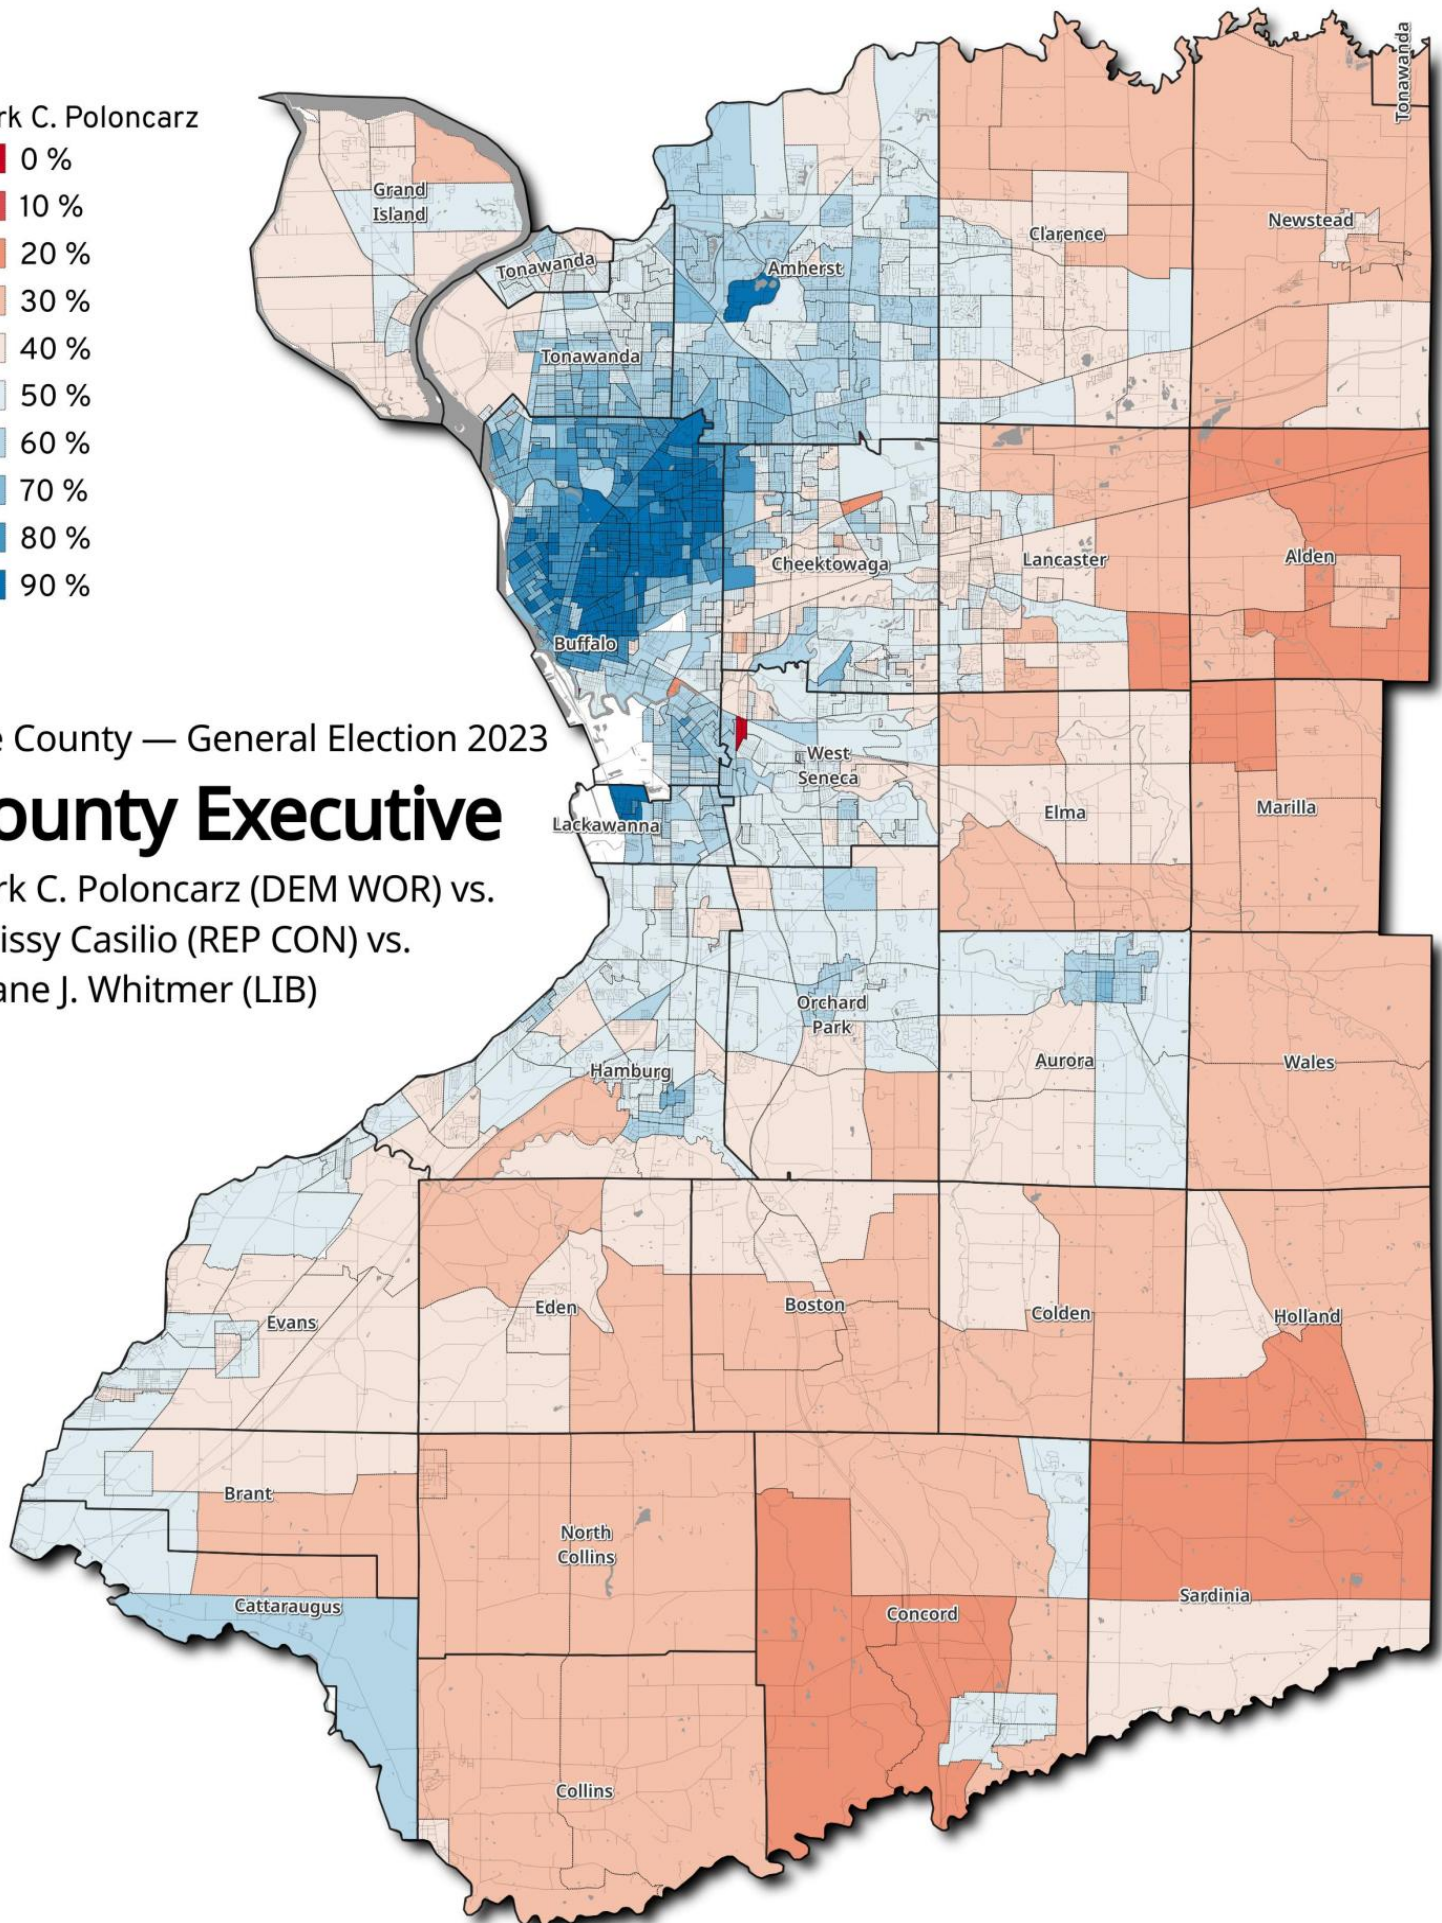 rk C. Poloncarz
0 %
10 %
20 %
30 %
40 %
50 %
60 %
70 %
80 %
90 %
e County — General Election 2023
ounty Executive
rk C. Poloncarz (DEM WOR) vs.
issy Casilio (REP CON) vs.
ane J. Whitmer (LIB)
Tonawanda
Grand
Island
Newstead
Clarence
Tonawanda
Amherst
Tonawanda
Alden
Lancaster
Cheektowaga
Buffalo
West
Seneca
Marilla
Elma
Lackawanna
Orchard
Park
Aurora
Wales
Hamburg
Eden
Boston
Colden
Holland
Evans
Brant
North
Collins
Sardinia
Cattaraugus
Concord
Collins